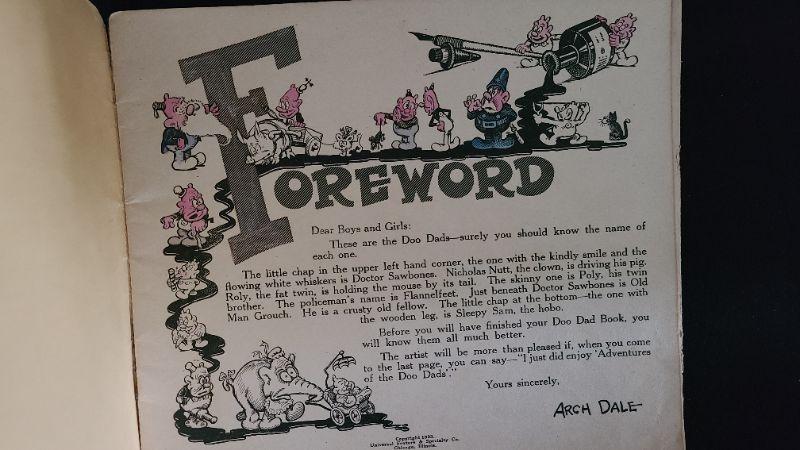 FOREWORD
Dear Boys and Girls:
These are the Doo Dads—surely you should know the name of
each one.
The little chap in the upper left hand corner, the one with the kindly smile and the
flowing white whiskers is Doctor Sawbones. Nicholas Nutt, the clown, is driving his pig.
Roly, the fat twin, is holding the mouse by its tail. The skinny one is Poly, his twin
brother. The policeman's name is Flannelfeet. Just beneath Doctor Sawbones is Old
Man Grouch. He is a crusty old fellow. The little chap at the bottom—the one with
the wooden leg, is Sleepy Sam, the hobo.
Before you will have finished your Doo Dad Book, you
will know them all much better.
The artist will be more than pleased if, when you come
to the last page, you can say—"I just did enjoy 'Adventures
of the Doo Dads'."
Yours sincerely,
ARCH DALE
Universal Feature & Specialty Co.
Chicago, Illinois.